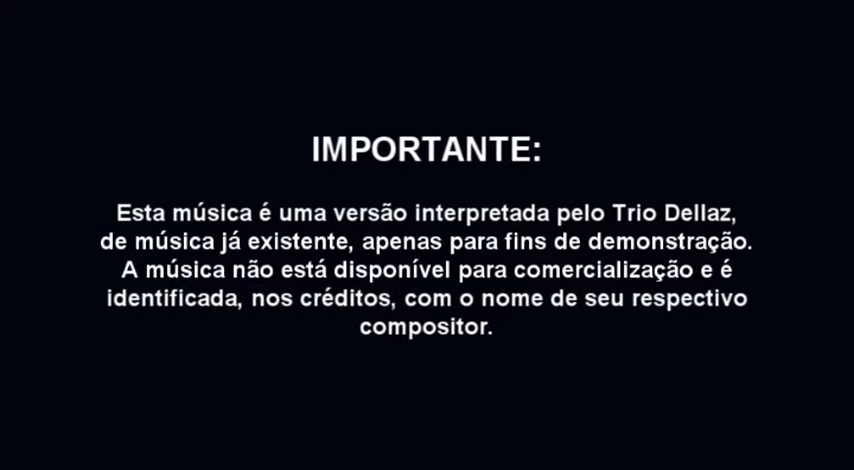 IMPORTANTE:
Esta música é uma versão interpretada pelo Trio Dellaz,
de música já existente, apenas para fins de demonstração.
A música não está disponível para comercialização e é
identificada, nos créditos, com o nome de seu respectivo
compositor.